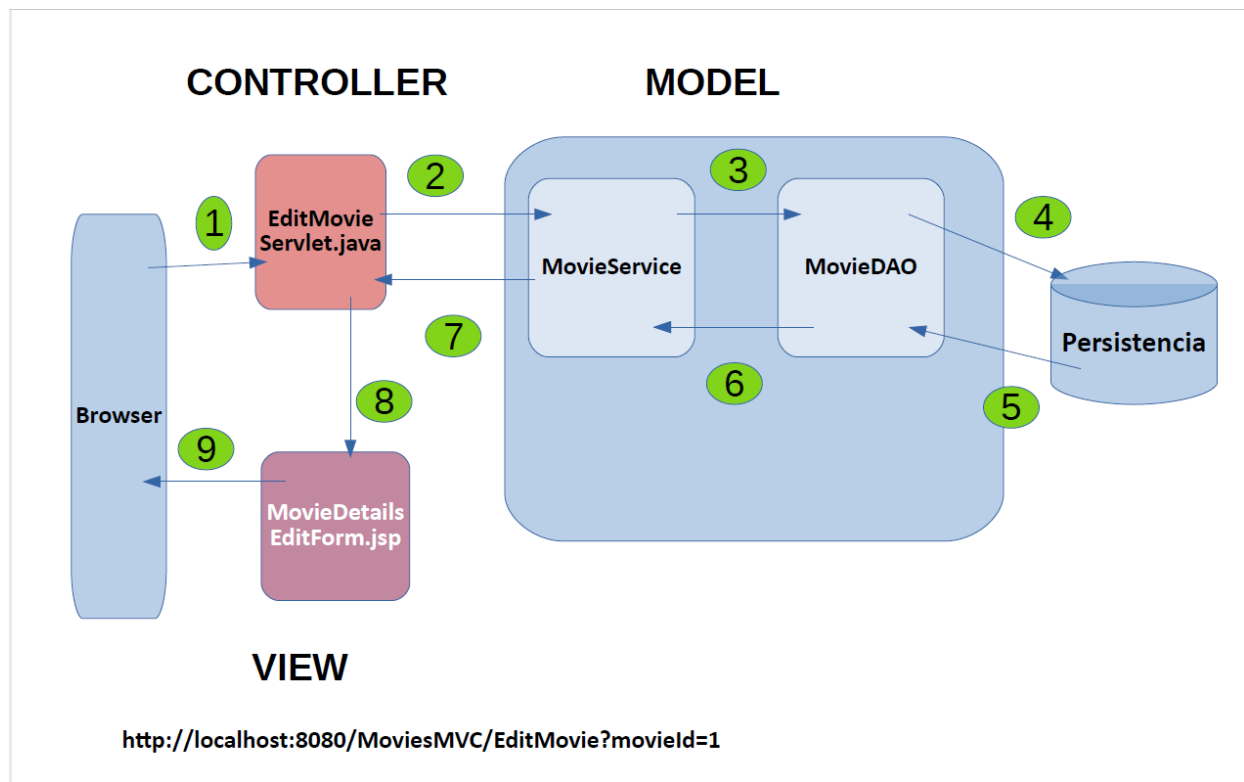 CONTROLLER
MODEL
1
EditMovie
Servlet.java
2
MovieService
3
MovieDAO
4
Persistencia
5
6
7
8
Browser
9
MovieDetails
EditForm.jsp
VIEW
http://localhost:8080/MoviesMVC/EditMovie?movieId=1